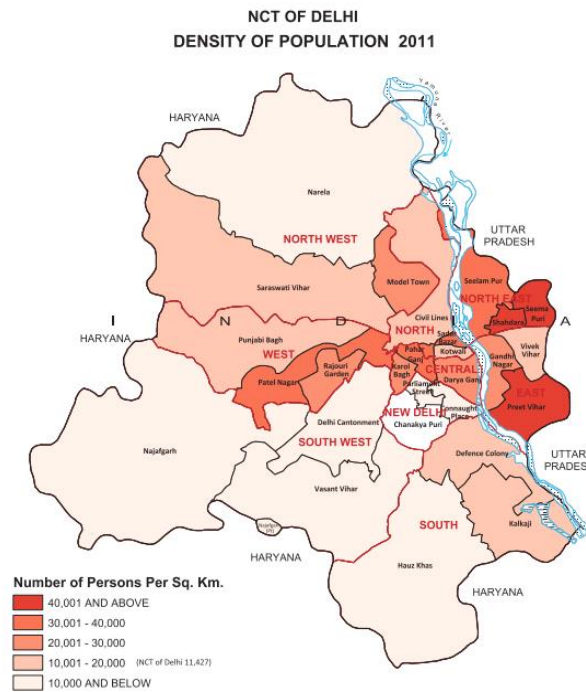 NCT OF DELHI
DENSITY OF POPULATION 2011
Yamuna River
HARYANA
Narela
UTTAR
PRADESH
NORTH WEST
Model Town
Seelam Pur
Saraswati Vihar
NORTH EAST
Seema
Puri
Civil Lines
Shahdara
I N D I A
NORTH
Sadar
Bazar
HARYANA
Punjabi Bagh
Kotwali
Vivek
Vihar
WEST
Pahar
Ganj
Gandhi
Nagar
Rajouri
Garden
Karol
Bagh
CENTRAL
Patel Nagar
Darya Ganj
EAST
Parliament
Street
Preet Vihar
NEW DELHI
Connaught
Place
Delhi Cantonment
Chanakya Puri
SOUTH WEST
Najafgarh
Defence Colony
UTTAR
PRADES
Vasant Vihar
SOUTH
Kalkaji
HARYANA
Hauz Khas
HARYANA
Number of Persons Per Sq. Km.
40,001 AND ABOVE
30,001 - 40,000
20,001 - 30,000
10,001 - 20,000 (NCT of Delhi 11,427)
10,000 AND BELOW